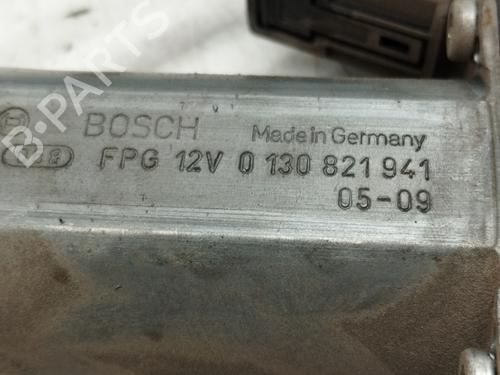 B-PARTS
BOSCH Made in Germany
FPG 12V 0 130 821 941
05-09